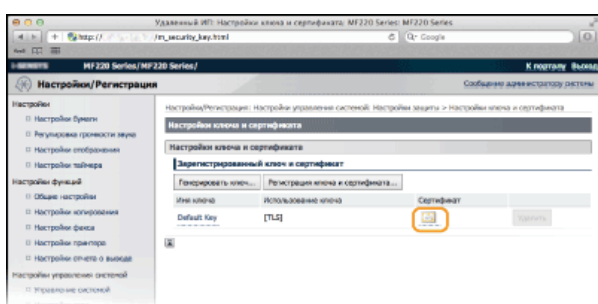 Удаленный ИП: Настройки ключа и сертификата: MF220 Series: MF220 Series
http://
/m_security_key.html
Google
MF220 Series/MF220 Series/
К порталу Выход
Настройки/Регистрация
Сообщение администратору системы
Настройки
Настройки бумаги
Регулировка громкости звука
Настройки отображения
Настройки таймера
Настройки функций
Общие настройки
Настройки копирования
Настройки факса
Настройки принтера
Настройки отчета о выводе
Настройки управления системой
Управление системой
Настройки/Регистрация: Настройки управления системой: Настройки защиты > Настройки ключа и сертификата
Настройки ключа и сертификата
Настройки ключа и сертификата
Зарегистрированный ключ и сертификат
Генерировать ключ...
Регистрация ключа и сертификата...
Имя ключа
Использование ключа
Сертификат
Default Key
[TLS]
Удалить